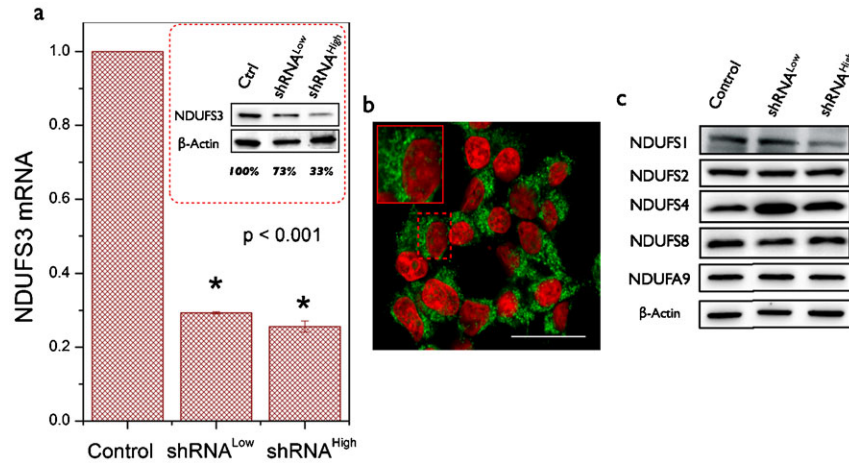 a
NDUFS3 mRNA
1.0
0.8
0.6
0.4
0.2
0.0
Control
shRNA^Low
shRNA^High
Ctrl
shRNA^Low
shRNA^High
NDUFS3
β-Actin
100% 73% 33%
p < 0.001
*
*
b
c
Control
shRNA^Low
shRNA^High
NDUFS1
NDUFS2
NDUFS4
NDUFS8
NDUFA9
β-Actin